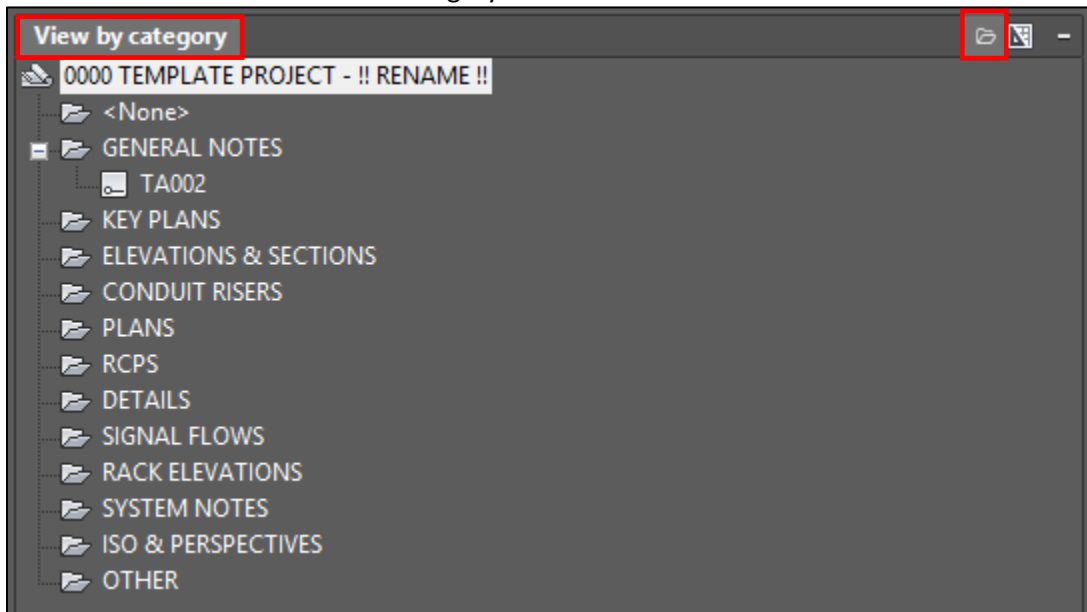 View by category
0000 TEMPLATE PROJECT - !! RENAME !!
<None>
GENERAL NOTES
TA002
KEY PLANS
ELEVATIONS & SECTIONS
CONDUIT RISERS
PLANS
RCPS
DETAILS
SIGNAL FLOWS
RACK ELEVATIONS
SYSTEM NOTES
ISO & PERSPECTIVES
OTHER